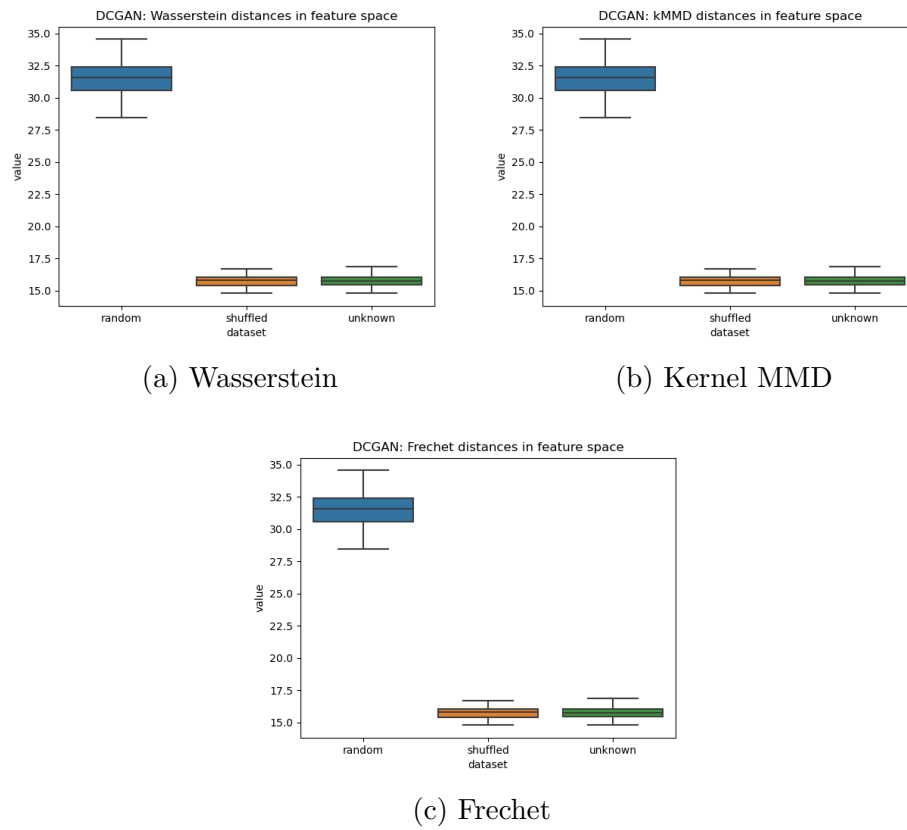 DCGAN: Wasserstein distances in feature space
35.0
32.5
30.0
27.5
25.0
22.5
20.0
17.5
15.0
value
random
shuffled
unknown
dataset
(a) Wasserstein
DCGAN: kMMD distances in feature space
35.0
32.5
30.0
27.5
25.0
22.5
20.0
17.5
15.0
value
random
shuffled
unknown
dataset
(b) Kernel MMD
DCGAN: Frechet distances in feature space
35.0
32.5
30.0
27.5
25.0
22.5
20.0
17.5
15.0
value
random
shuffled
unknown
dataset
(c) Frechet